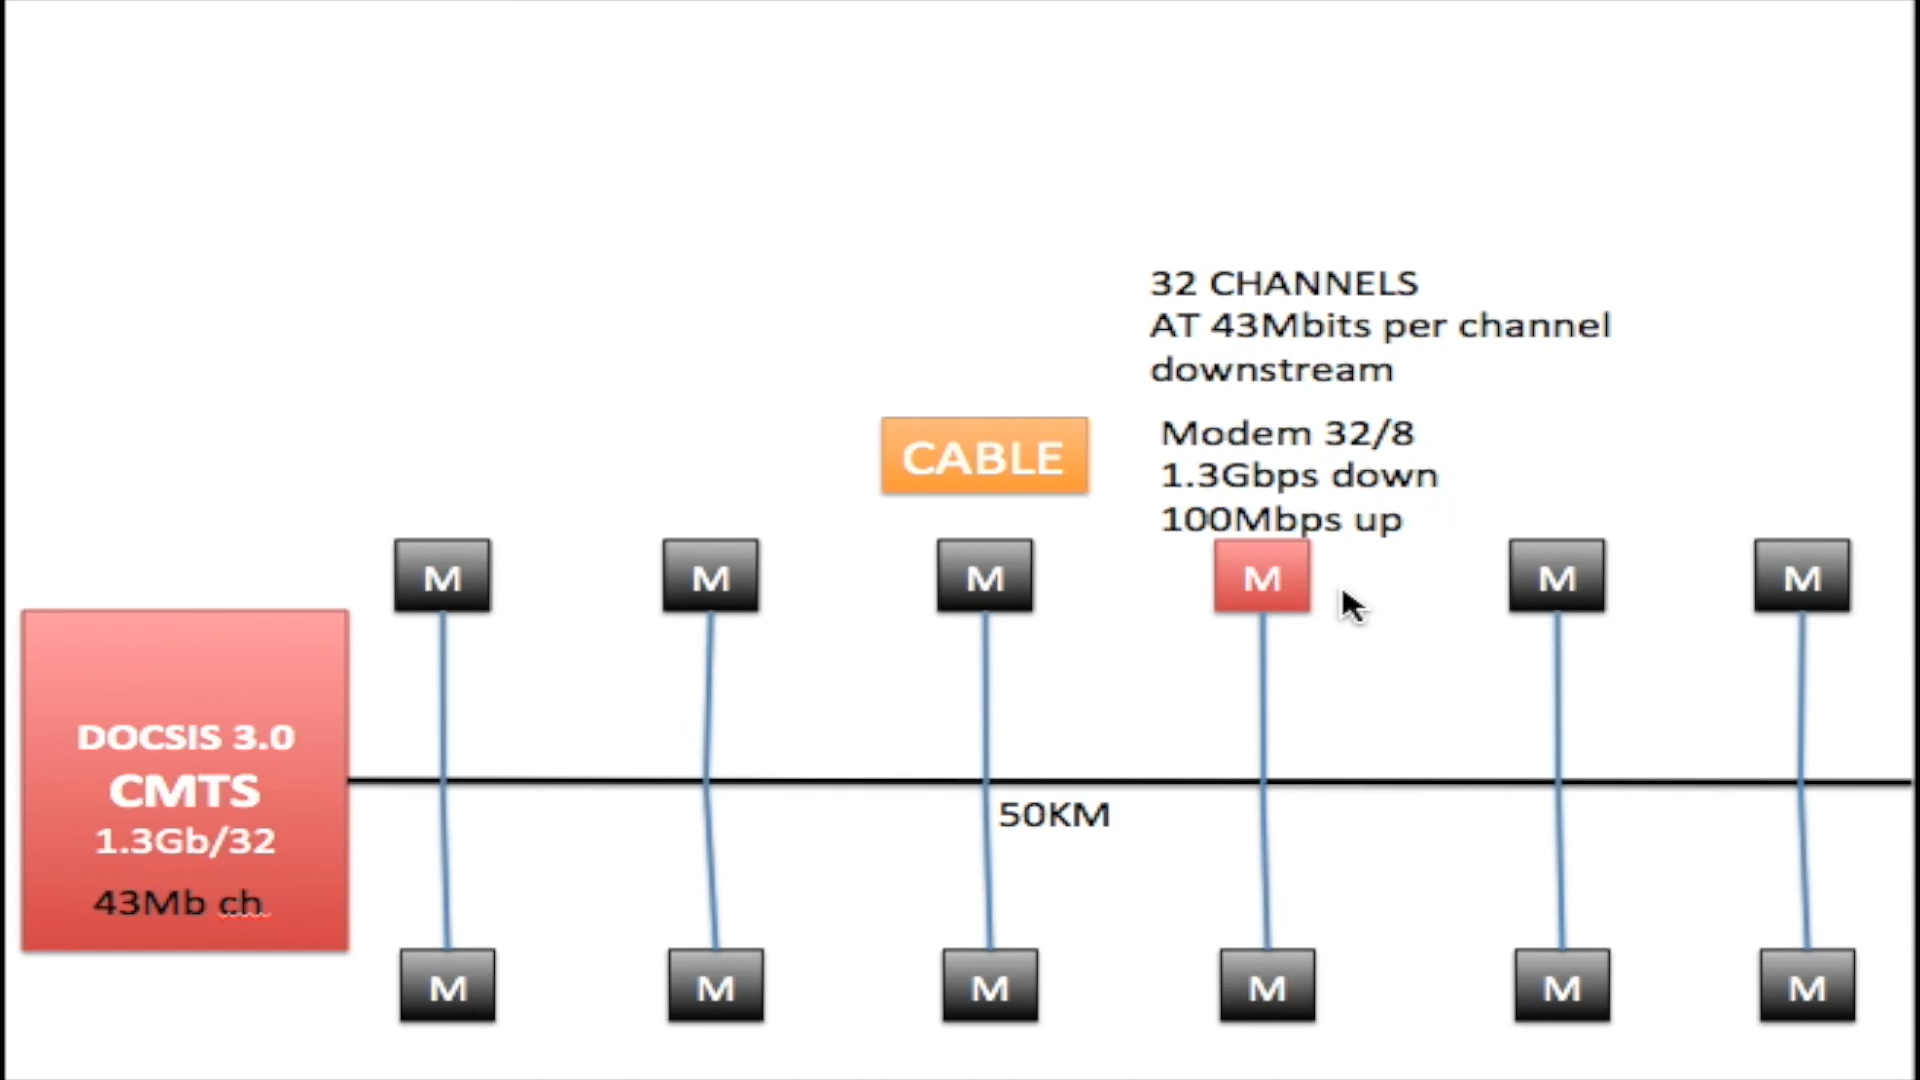 32 CHANNELS
AT 43Mbits per channel
downstream
CABLE
Modem 32/8
1.3Gbps down
100Mbps up
M
M
M
M
M
M
DOCSIS 3.0
CMTS
1.3Gb/32
43Mb ch
50KM
M
M
M
M
M
M